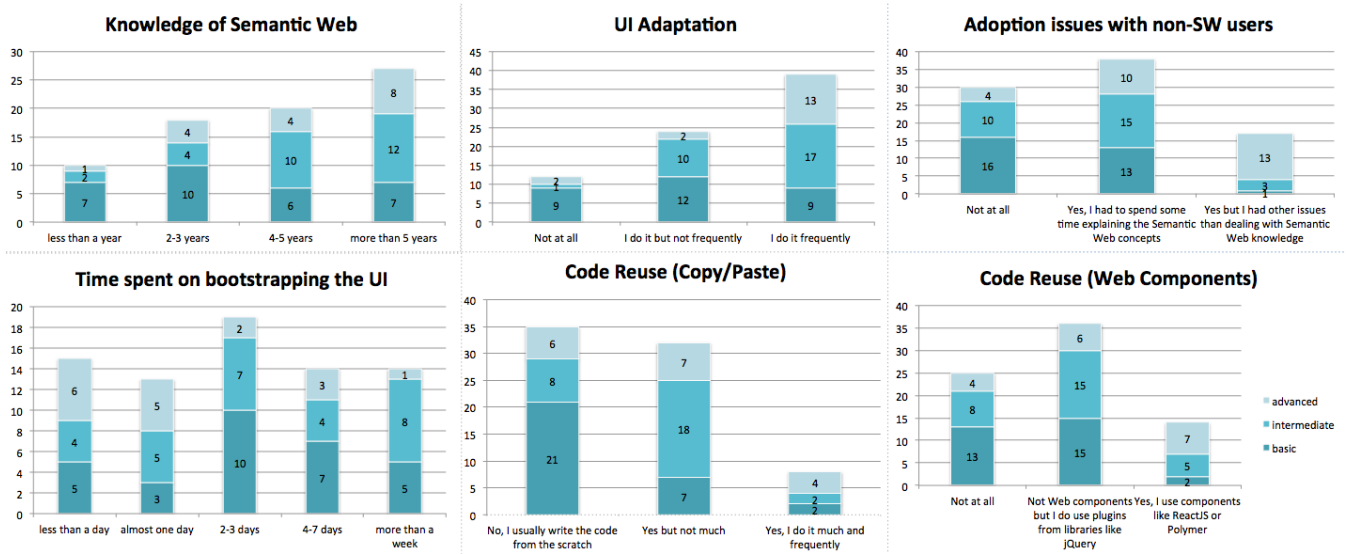 Knowledge of Semantic Web
30
25
20
15
10
5
0
1
2
7
4
4
10
4
10
6
8
12
7
less than a year
2-3 years
4-5 years
more than 5 years
UI Adaptation
45
40
35
30
25
20
15
10
5
0
2
1
9
2
10
12
13
17
9
Not at all
I do it but not frequently
I do it frequently
Adoption issues with non-SW users
40
35
30
25
20
15
10
5
0
4
10
16
10
15
13
13
3
1
Not at all
Yes, I had to spend some
time explaining the Semantic
Web concepts
Yes but I had other issues
than dealing with Semantic
Web knowledge
Time spent on bootstrapping the UI
20
18
16
14
12
10
8
6
4
2
0
6
4
5
5
5
3
2
7
10
3
4
7
1
8
5
less than a day
almost one day
2-3 days
4-7 days
more than a
week
Code Reuse (Copy/Paste)
40
35
30
25
20
15
10
5
0
6
8
21
7
18
7
4
2
2
No, I usually write the code
from the scratch
Yes but not much
Yes, I do it much and
frequently
Code Reuse (Web Components)
40
35
30
25
20
15
10
5
0
4
8
13
6
15
15
7
5
2
Not at all
Not Web components
but I do use plugins
from libraries like
jQuery
Yes, I use components
like ReactJS or
Polymer
advanced
intermediate
basic